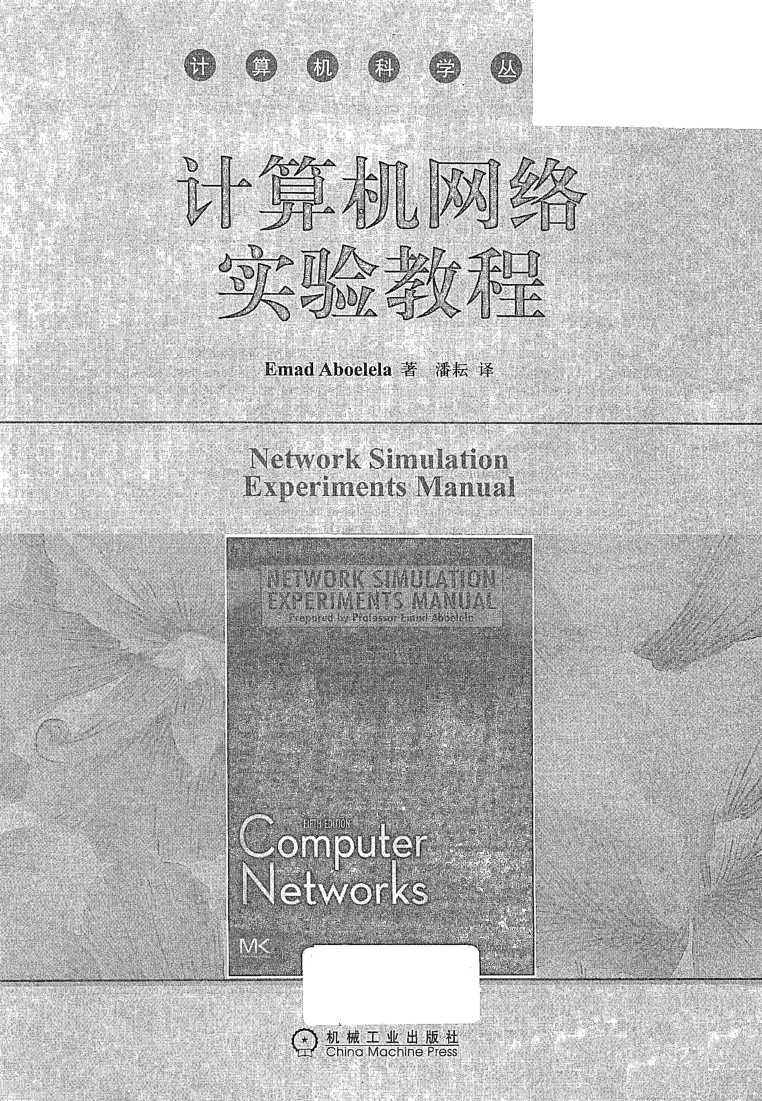 计算机科学丛
计算机网络
实验教程
Emad Aboelela 著 潘耘 译
Network Simulation
Experiments Manual
NETWORK SIMULATION
EXPERIMENTS MANUAL
Prepared by Professor Emad Aboelela
FIFTH EDITION
Computer
Networks
MK
机械工业出版社
China Machine Press